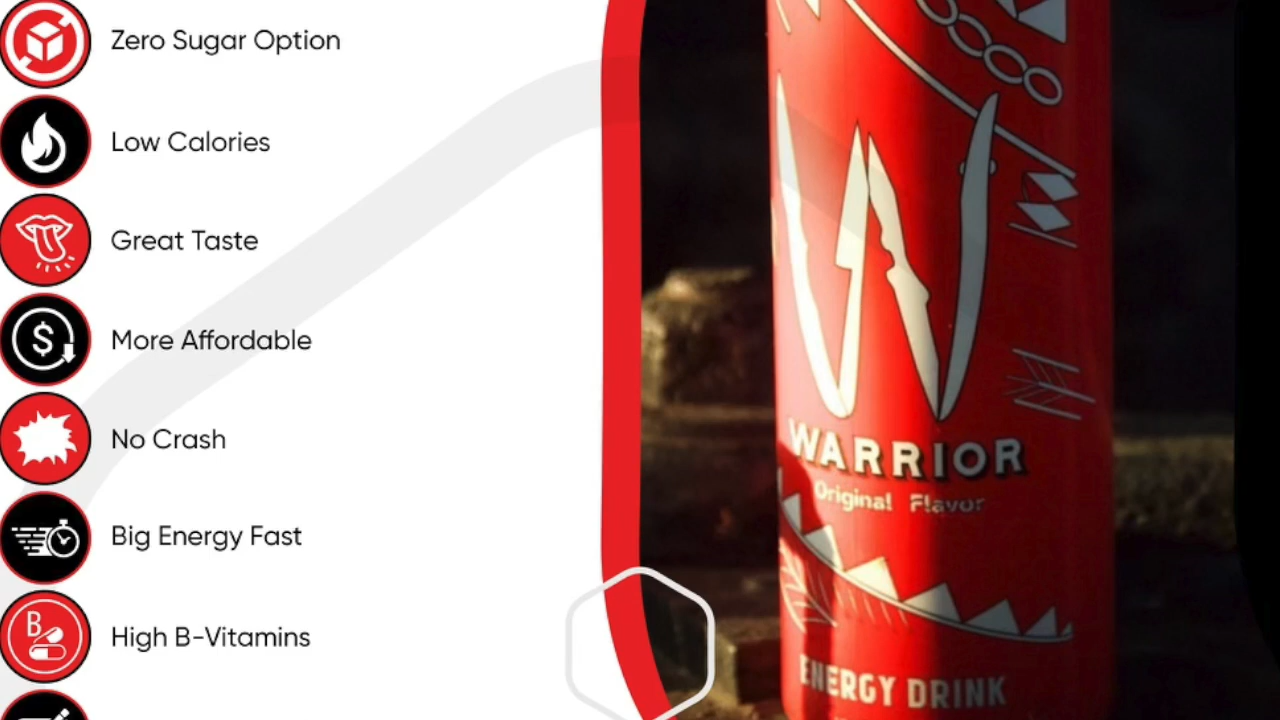 Zero Sugar Option
Low Calories
Great Taste
More Affordable
No Crash
Big Energy Fast
B
High B-Vitamins
W
WARRIOR
Original Flavor
ENERGY DRINK